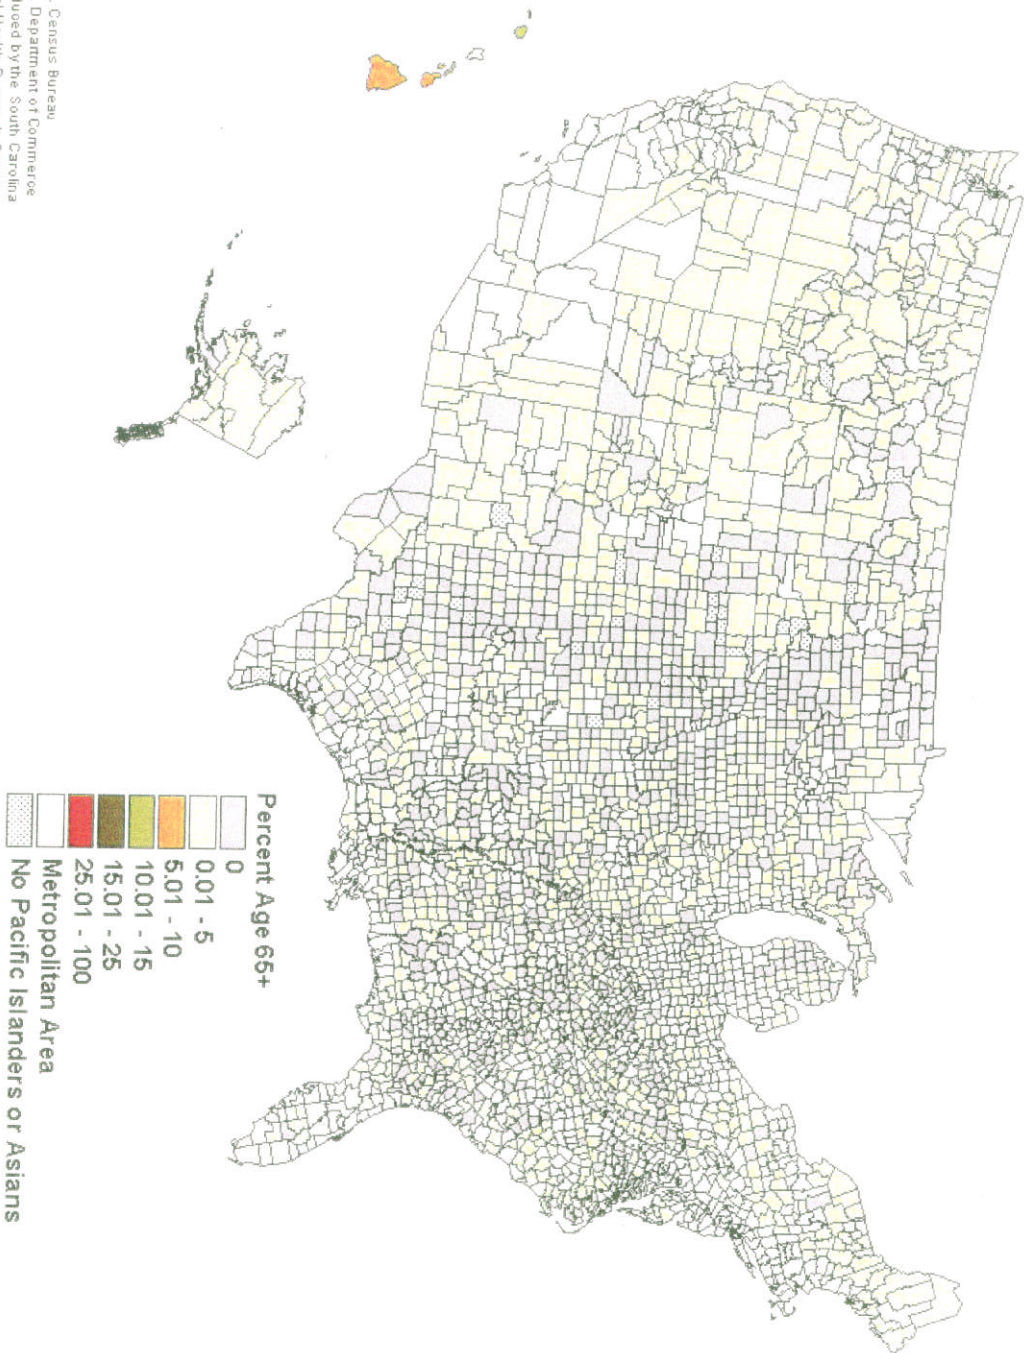 Percent Age 65+
0
0.01 - 5
5.01 - 10
10.01 - 15
15.01 - 25
25.01 - 100
Metropolitan Area
No Pacific Islanders or Asians
Census Bureau
Department of Commerce
by the South Carolina